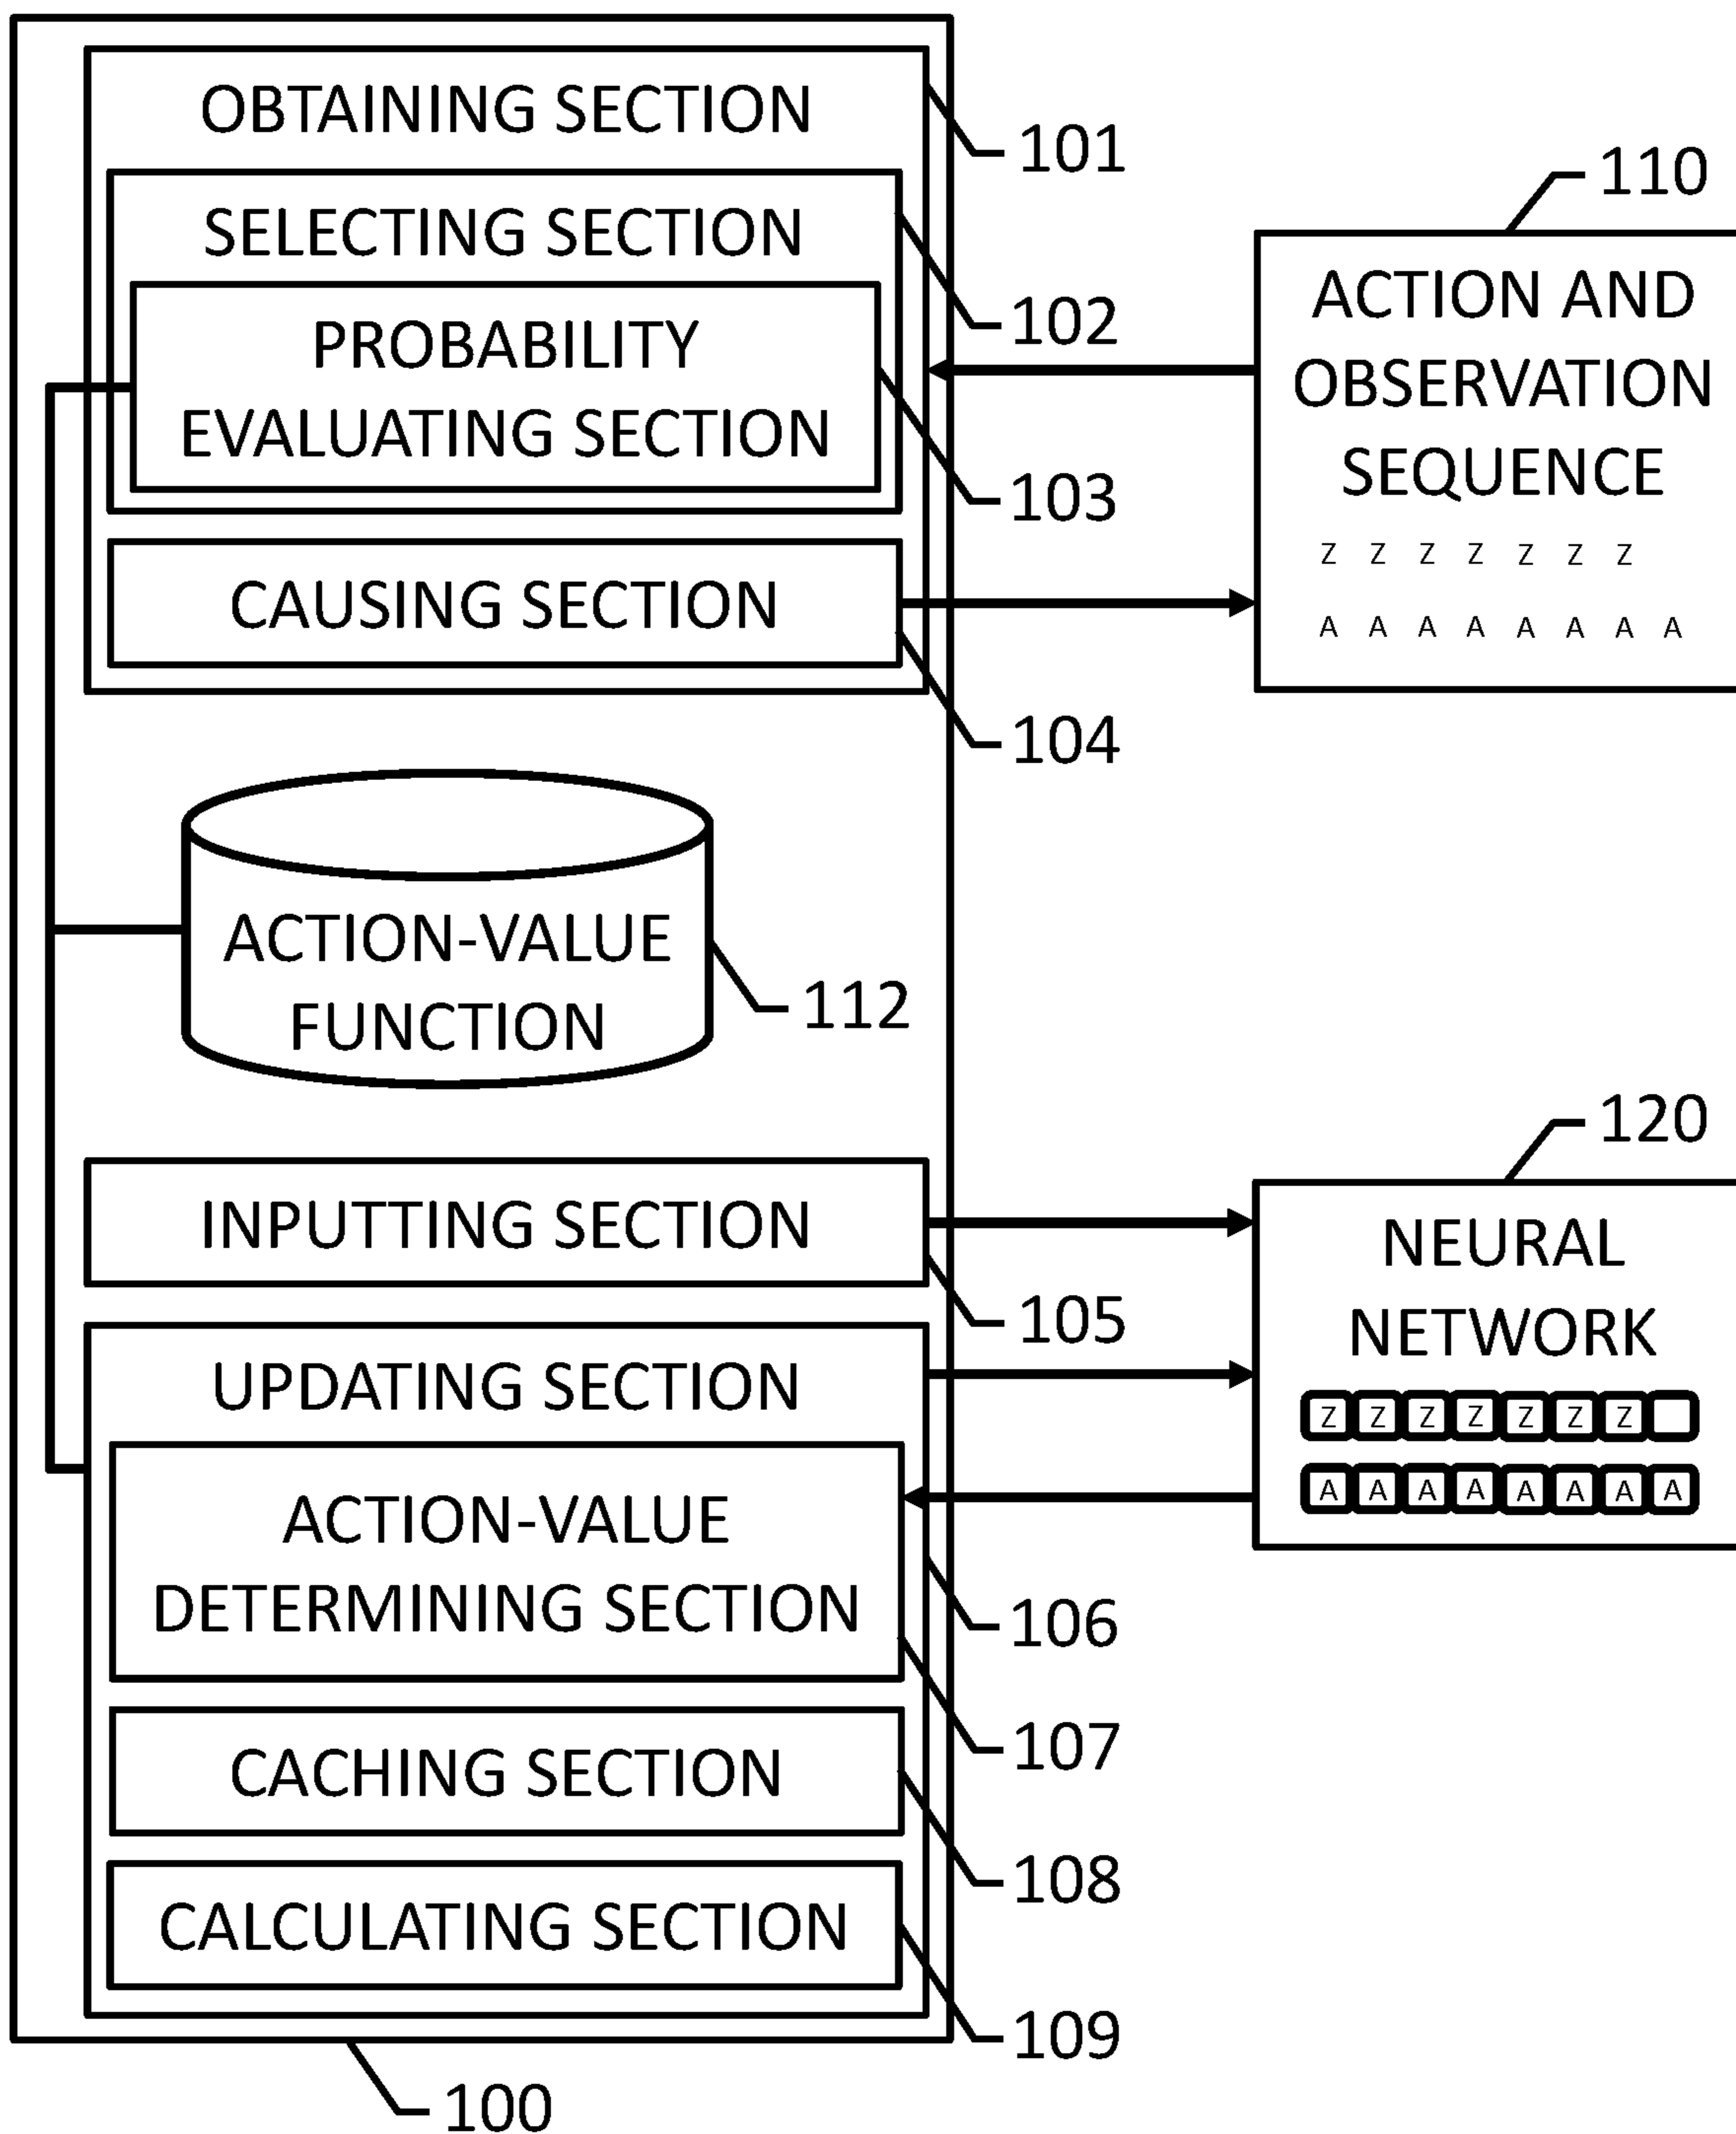 OBTAINING SECTION
101
SELECTING SECTION
102
PROBABILITY
EVALUATING SECTION
103
CAUSING SECTION
104
110
ACTION AND
OBSERVATION
SEQUENCE
Z Z Z Z Z Z Z
A A A A A A A A
ACTION-VALUE
FUNCTION
112
INPUTTING SECTION
105
120
NEURAL
NETWORK
Z Z Z Z Z Z Z
A A A A A A A A
UPDATING SECTION
106
ACTION-VALUE
DETERMINING SECTION
107
CACHING SECTION
108
CALCULATING SECTION
109
100